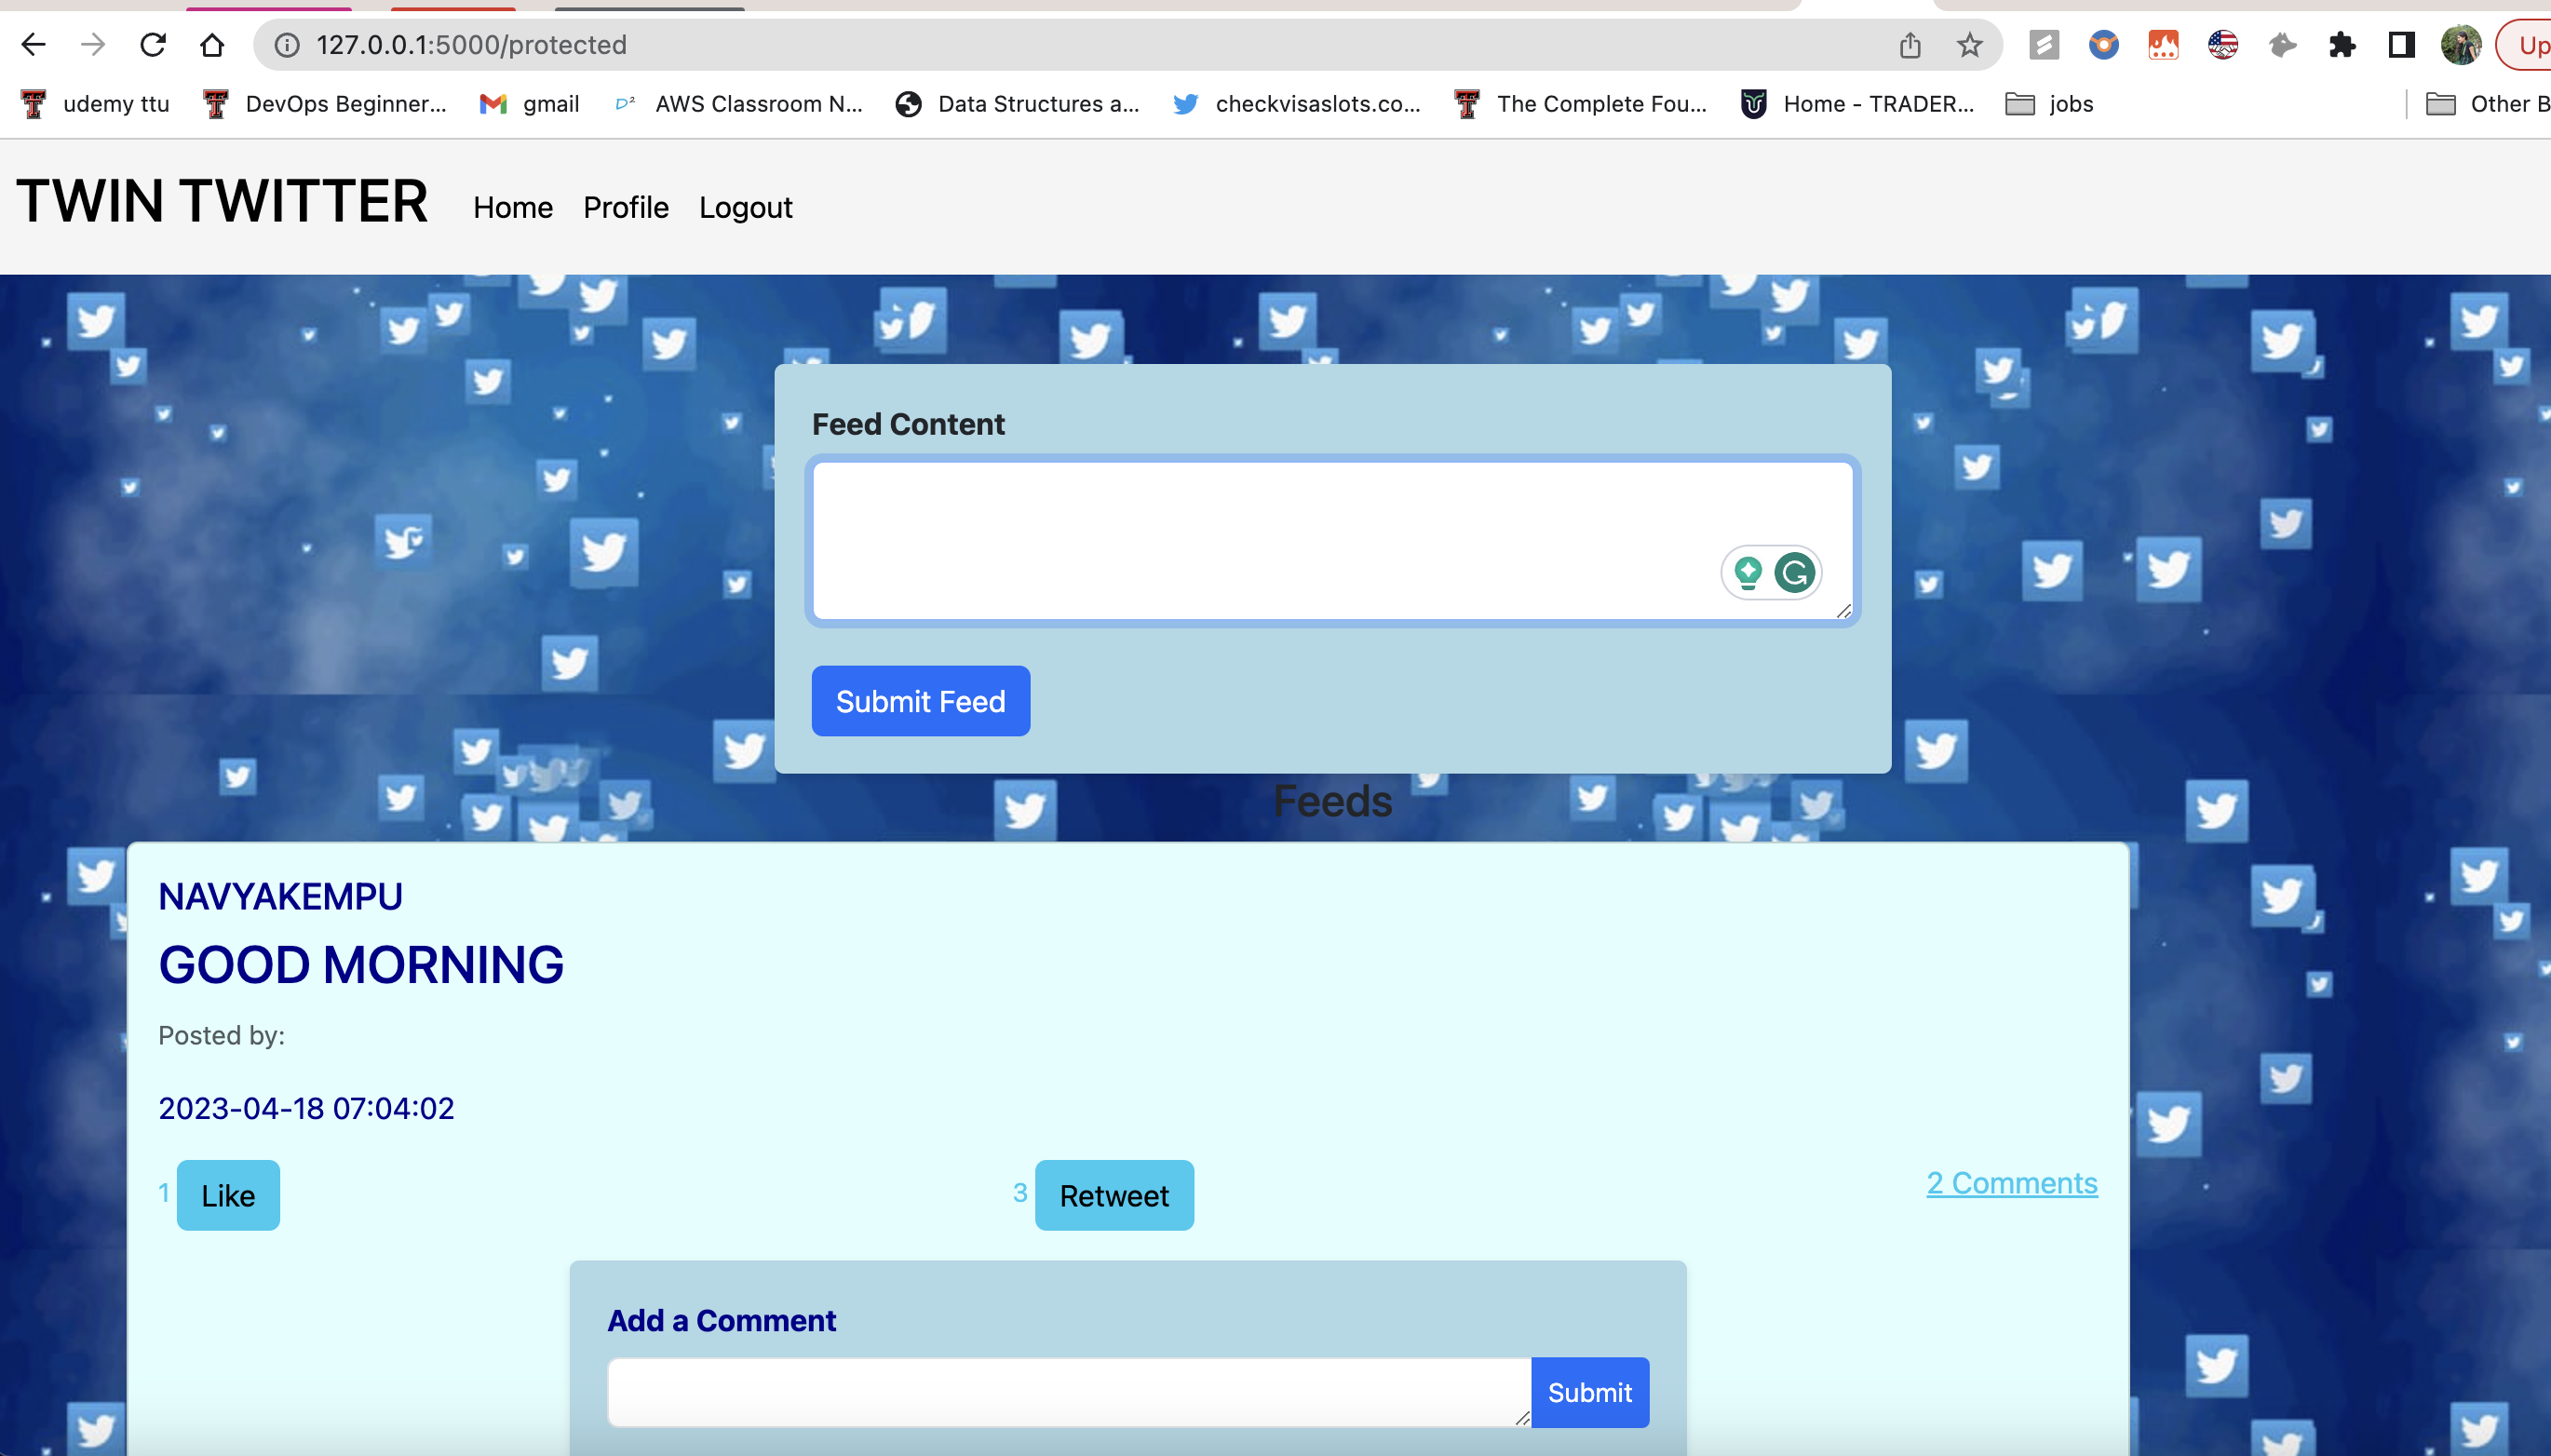 127.0.0.1:5000/protected
Up
udemy ttu DevOps Beginner... gmail AWS Classroom N... Data Structures a... checkvisaslots.co... The Complete Fou... Home - TRADER... jobs Other B
TWIN TWITTER Home Profile Logout
Feed Content
Submit Feed
Feeds
NAVYAKEMPU
GOOD MORNING
Posted by:
2023-04-18 07:04:02
1 Like 3 Retweet 2 Comments
Add a Comment
Submit